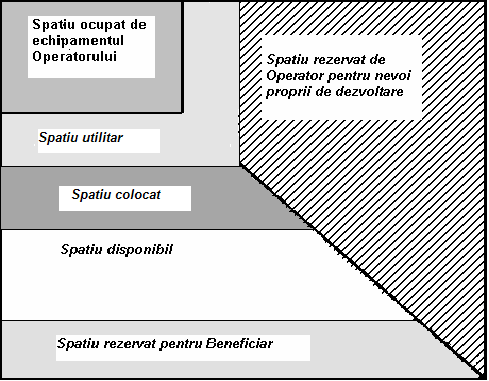 Spatiu ocupat de
echipamentul
Operatorului
Spatiu rezervat de
Operator pentru nevoi
proprii de dezvoltare
Spatiu utilitar
Spatiu colocat
Spatiu disponibil
Spatiu rezervat pentru Beneficiar